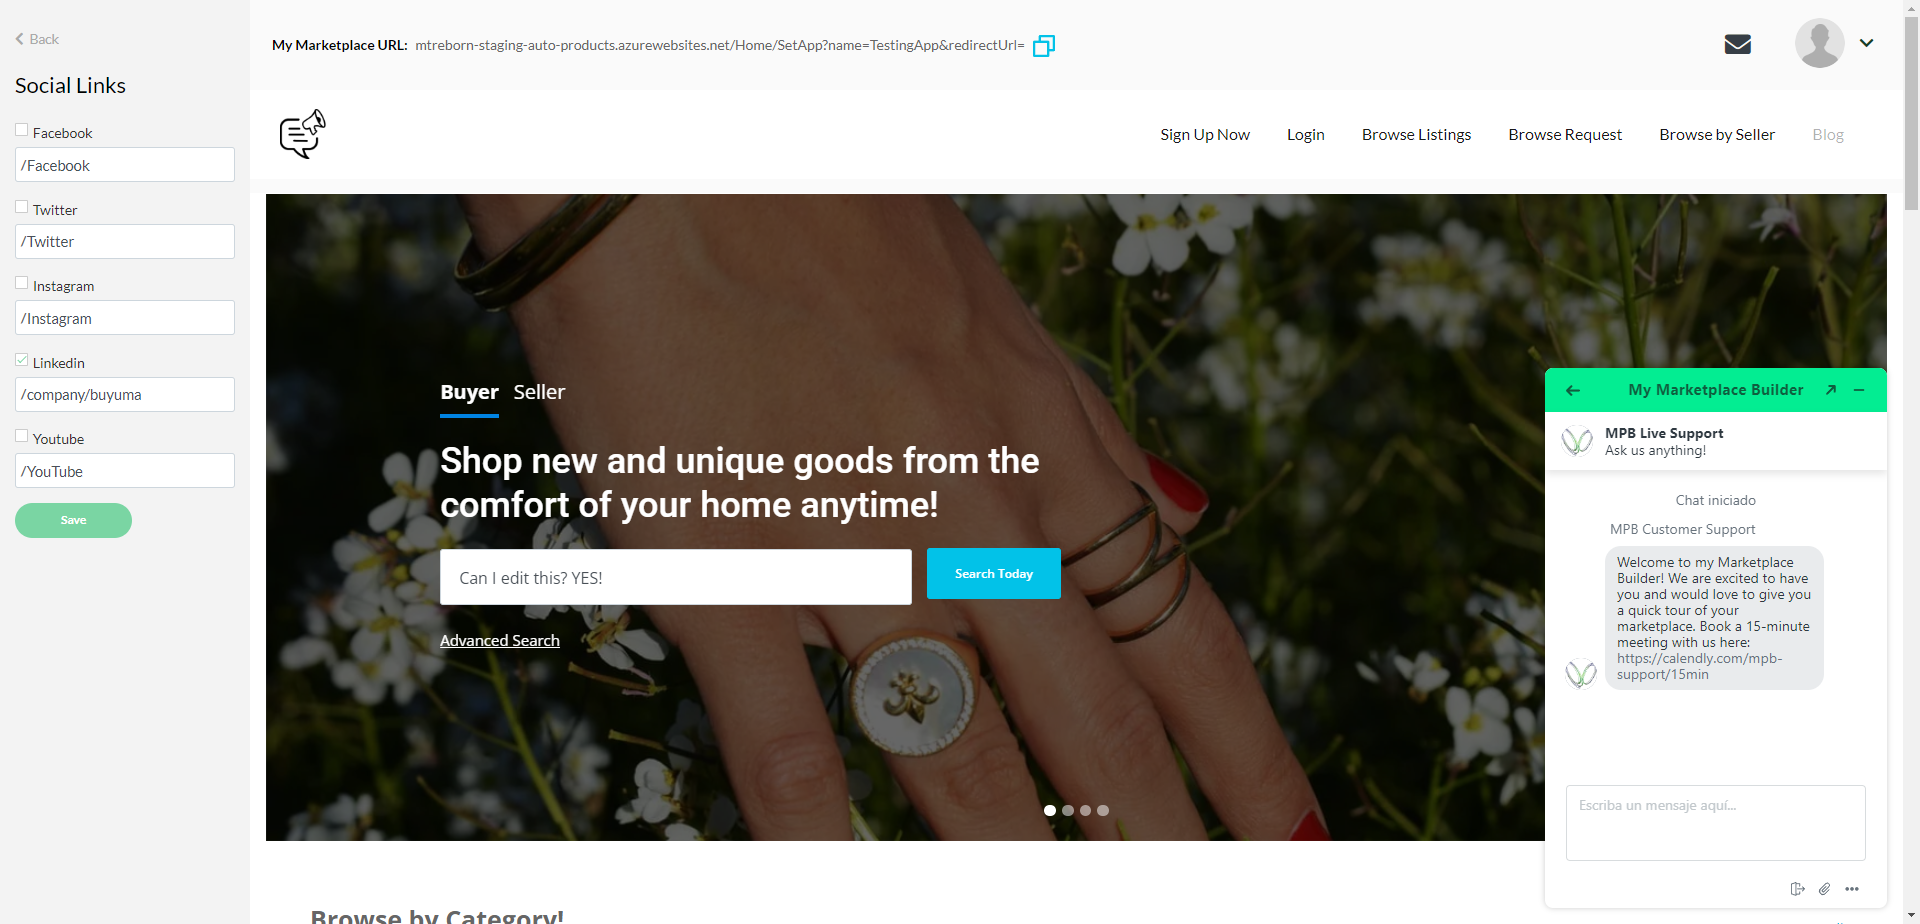 Back
Social Links
Facebook
/Facebook
Twitter
/Twitter
Instagram
/Instagram
Linkedin
/company/buyuma
Youtube
/YouTube
Save
My Marketplace URL: mtreborn-staging-auto-products.azurewebsites.net/Home/SetApp?name=TestingApp&redirectUrl=
Sign Up Now Login Browse Listings Browse Request Browse by Seller Blog
Buyer Seller
Shop new and unique goods from the
comfort of your home anytime!
Can I edit this? YES!
Search Today
Advanced Search
Browse by Category!
My Marketplace Builder
MPB Live Support
Ask us anything!
Chat iniciado
MPB Customer Support
Welcome to my Marketplace
Builder! We are excited to have
you and would love to give you
a quick tour of your
marketplace. Book a 15-minute
meeting with us here:
https://calendly.com/mpb-
support/15min
Escriba un mensaje aquí...